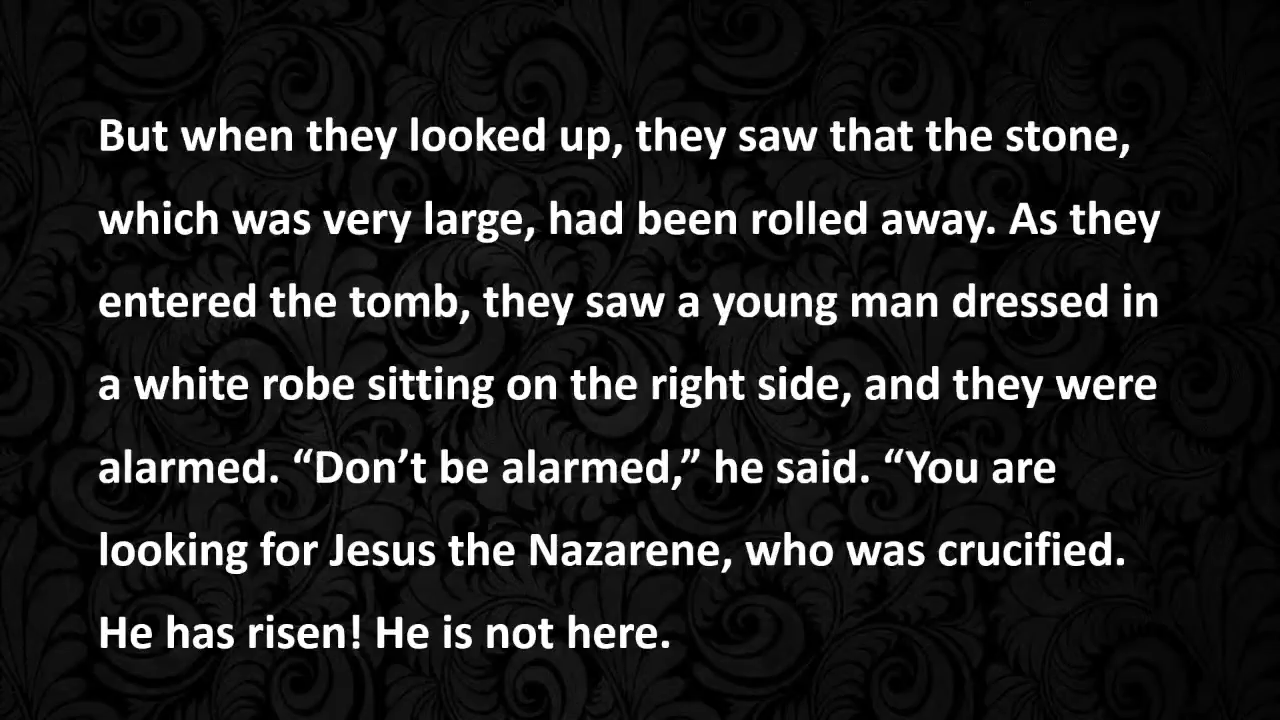 But when they looked up, they saw that the stone,
which was very large, had been rolled away. As they
entered the tomb, they saw a young man dressed in
a white robe sitting on the right side, and they were
alarmed. “Don’t be alarmed,” he said. “You are
looking for Jesus the Nazarene, who was crucified.
He has risen! He is not here.